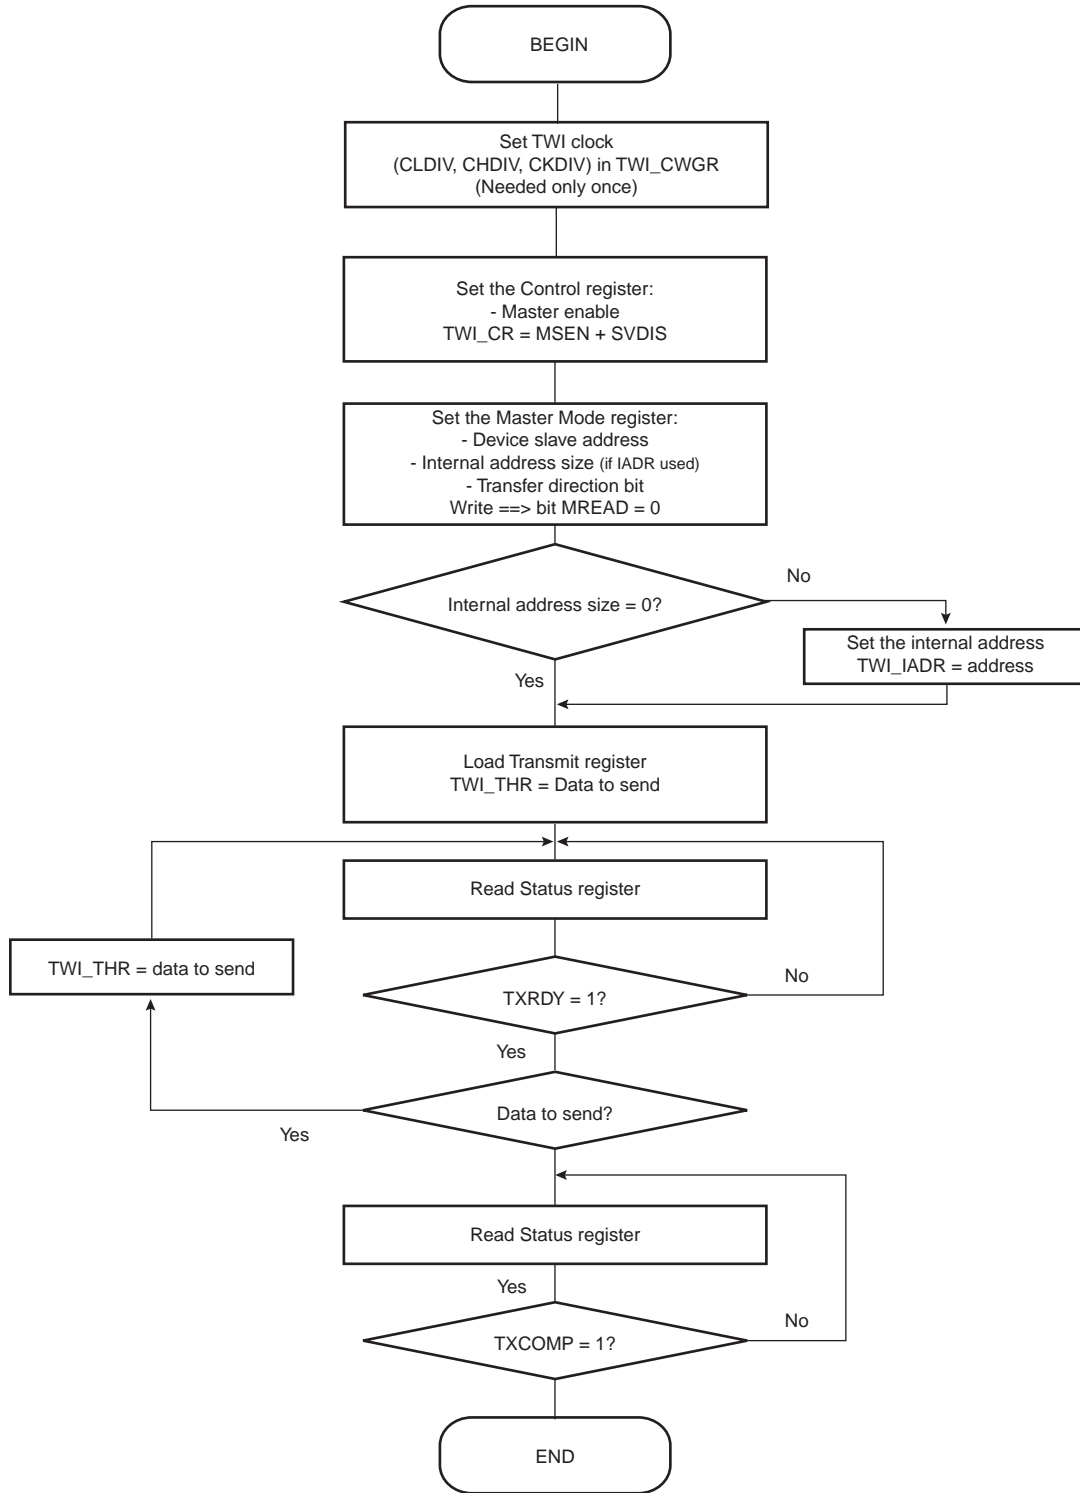 BEGIN
Set TWI clock
(CLDIV, CHDIV, CKDIV) in TWI_CWGR
(Needed only once)
Set the Control register:
- Master enable
TWI_CR = MSEN + SVDIS
Set the Master Mode register:
- Device slave address
- Internal address size (if IADR used)
- Transfer direction bit
Write ==> bit MREAD = 0
No
Internal address size = 0?
Set the internal address
TWI_IADR = address
Yes
Load Transmit register
TWI_THR = Data to send
Read Status register
TWI_THR = data to send
No
TXRDY = 1?
Yes
Data to send?
Yes
Read Status register
Yes
No
TXCOMP = 1?
END